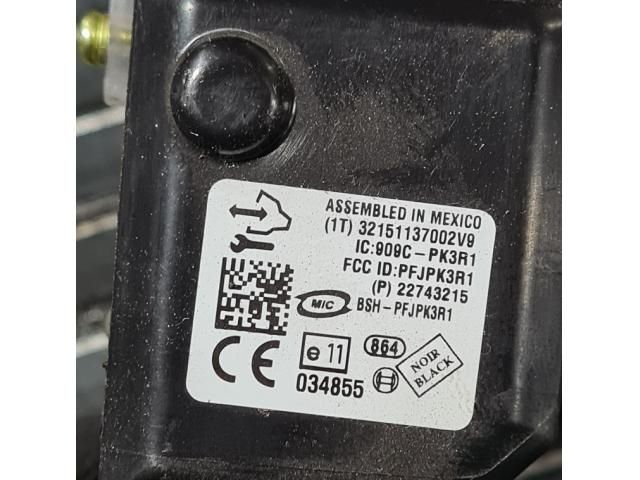 ASSEMBLED IN MEXICO
(1T) 32151137002V9
IC:909C-PK3R1
FCC ID:PFJPK3R1
(P) 22743215
MIC BSH-PFJPK3R1
CE e 11 864 NOIR
034855 BLACK